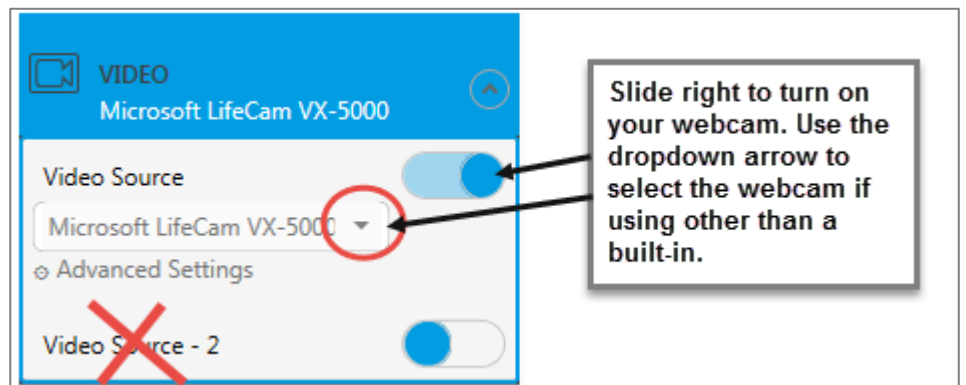 VIDEO
Microsoft LifeCam VX-5000
Video Source
Microsoft LifeCam VX-500
Advanced Settings
Video Source - 2
Slide right to turn on
your webcam. Use the
dropdown arrow to
select the webcam if
using other than a
built-in.